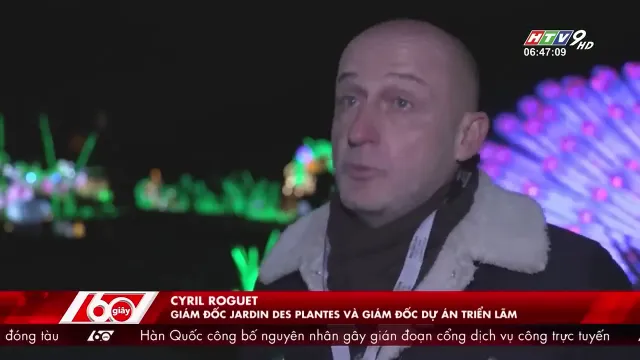 HTV9 HD
06:47:09
CYRIL ROGUET
60 giây
GIÁM ĐỐC JARDIN DES PLANTES VÀ GIÁM ĐỐC DỰ ÁN TRIỂN LÃM
đóng tàu 60 giây Hàn Quốc công bố nguyên nhân gây gián đoạn cổng dịch vụ công trực tuyến